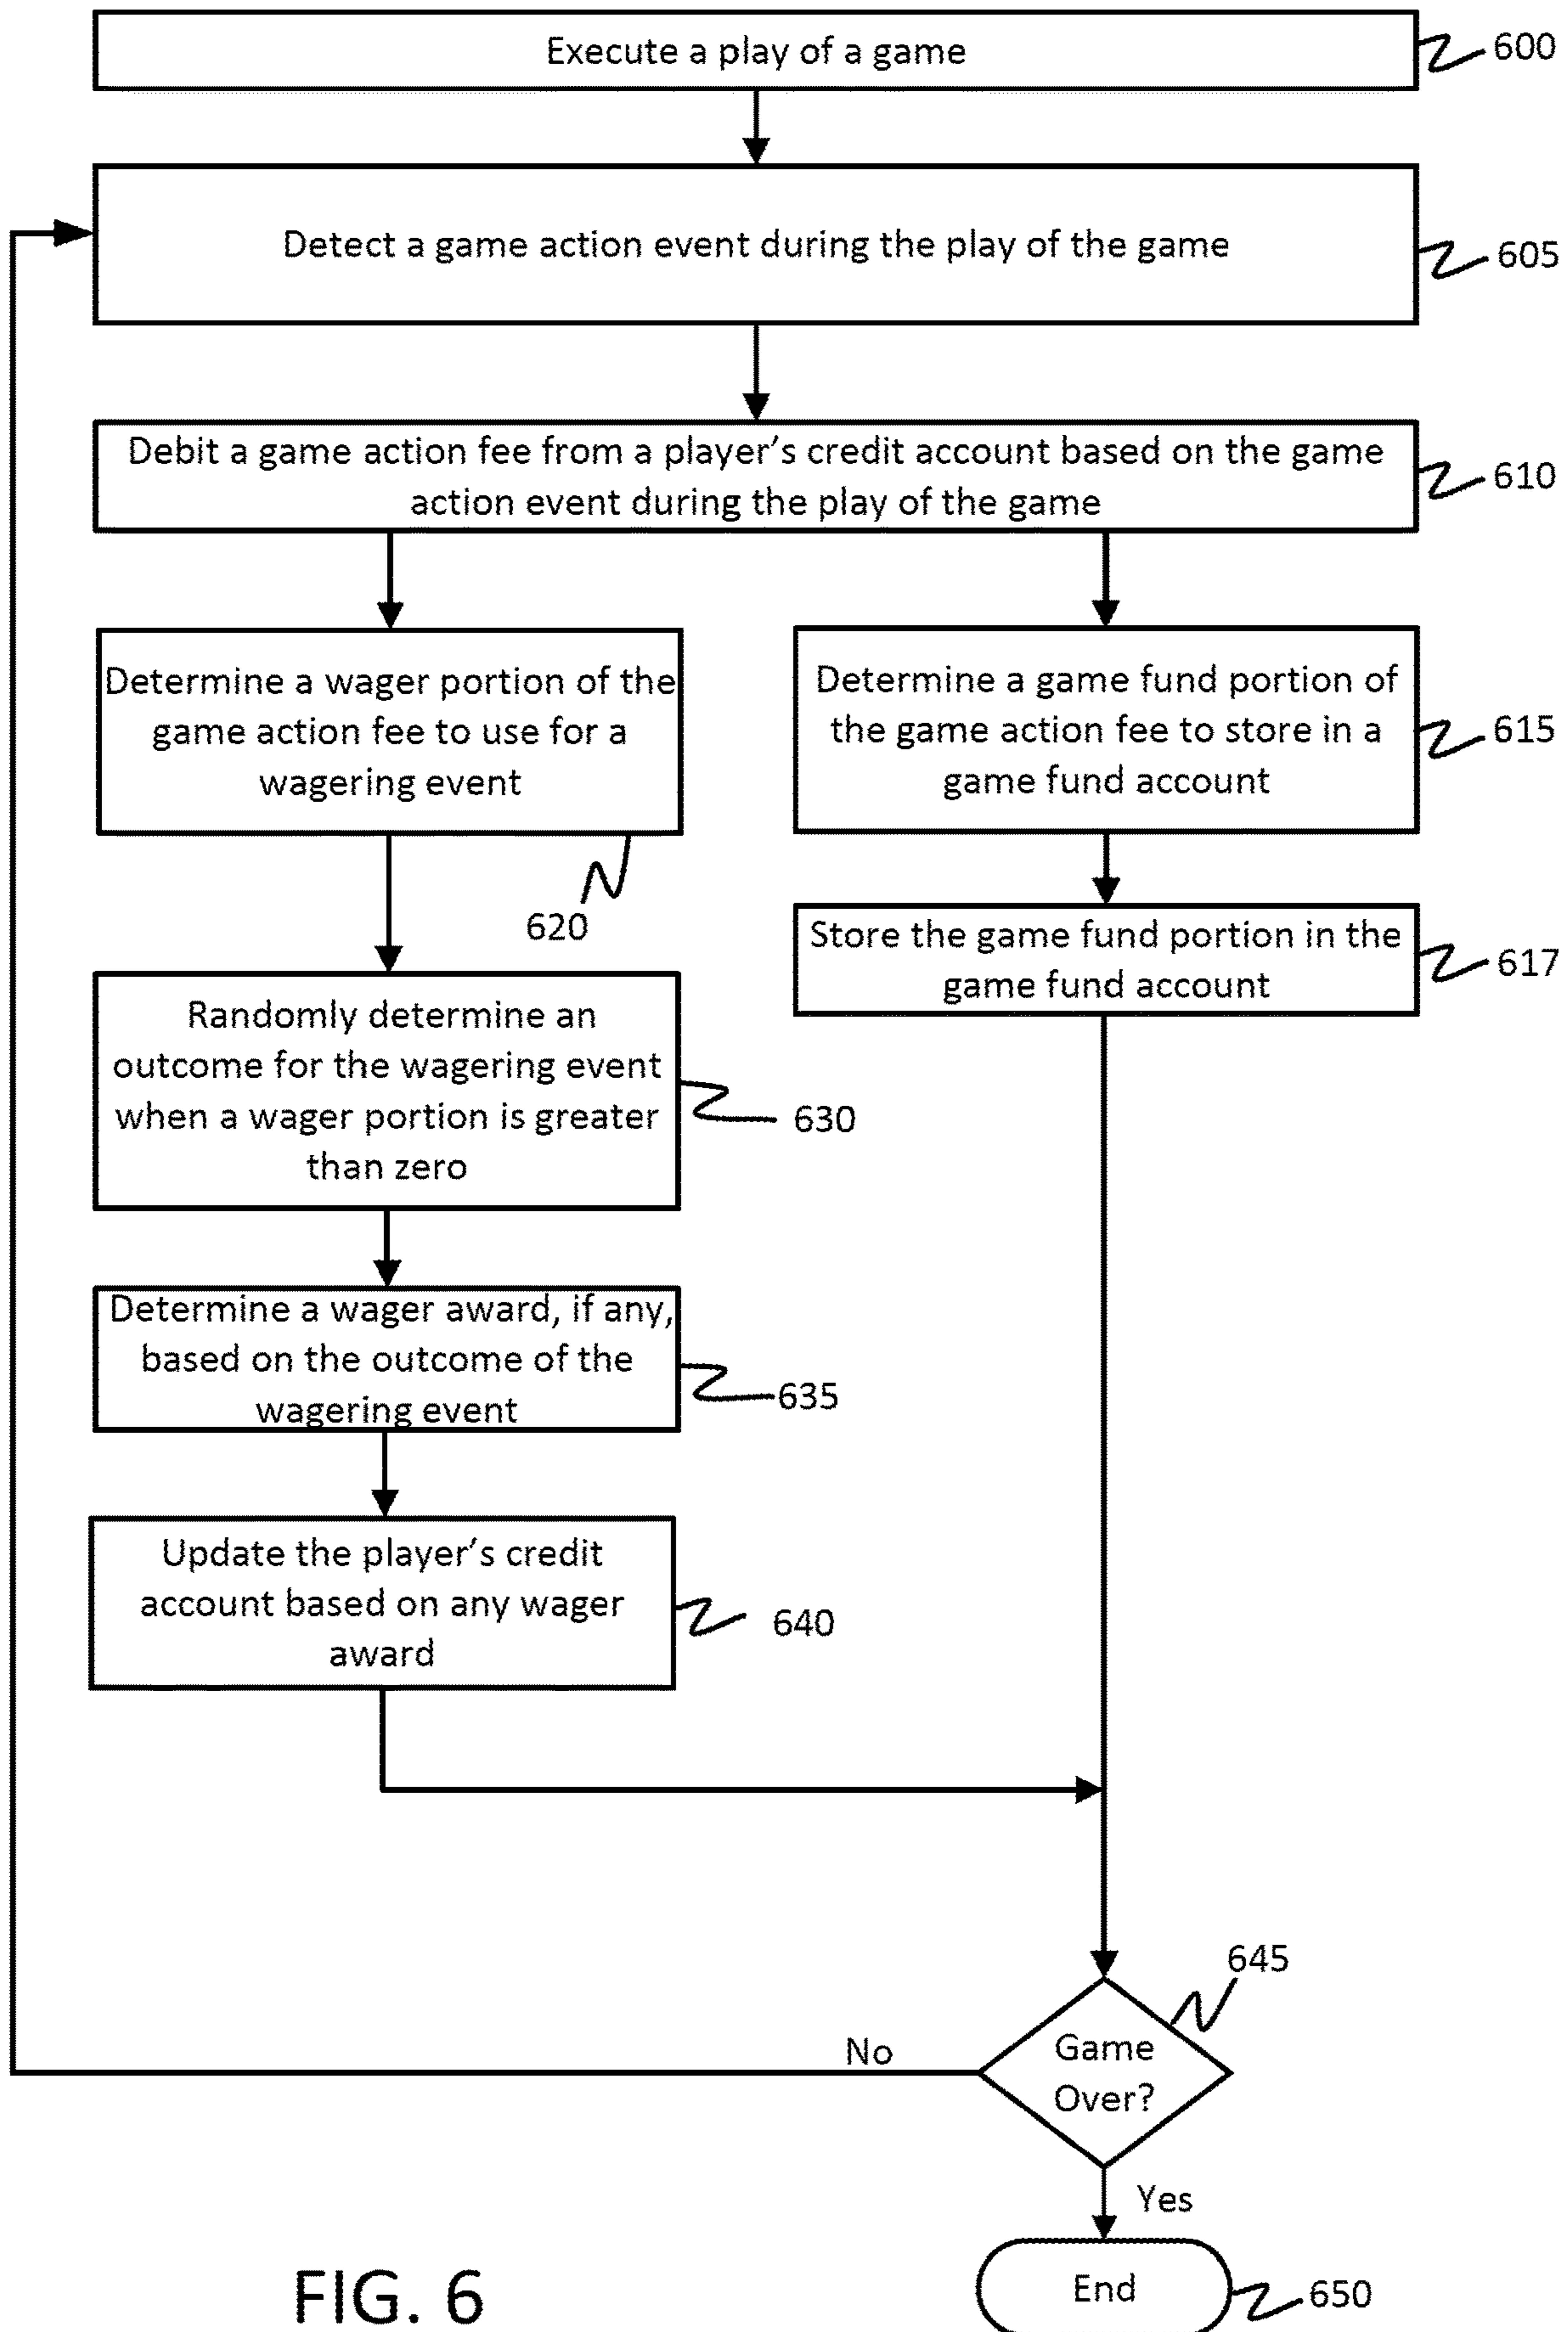 Execute a play of a game
600
Detect a game action event during the play of the game
605
Debit a game action fee from a player's credit account based on the game
action event during the play of the game
610
Determine a wager portion of the
game action fee to use for a
wagering event
620
Determine a game fund portion of
the game action fee to store in a
game fund account
615
Store the game fund portion in the
game fund account
617
Randomly determine an
outcome for the wagering event
when a wager portion is greater
than zero
630
Determine a wager award, if any,
based on the outcome of the
wagering event
635
Update the player's credit
account based on any wager
award
640
645
Game
Over?
No
Yes
End
650
FIG. 6